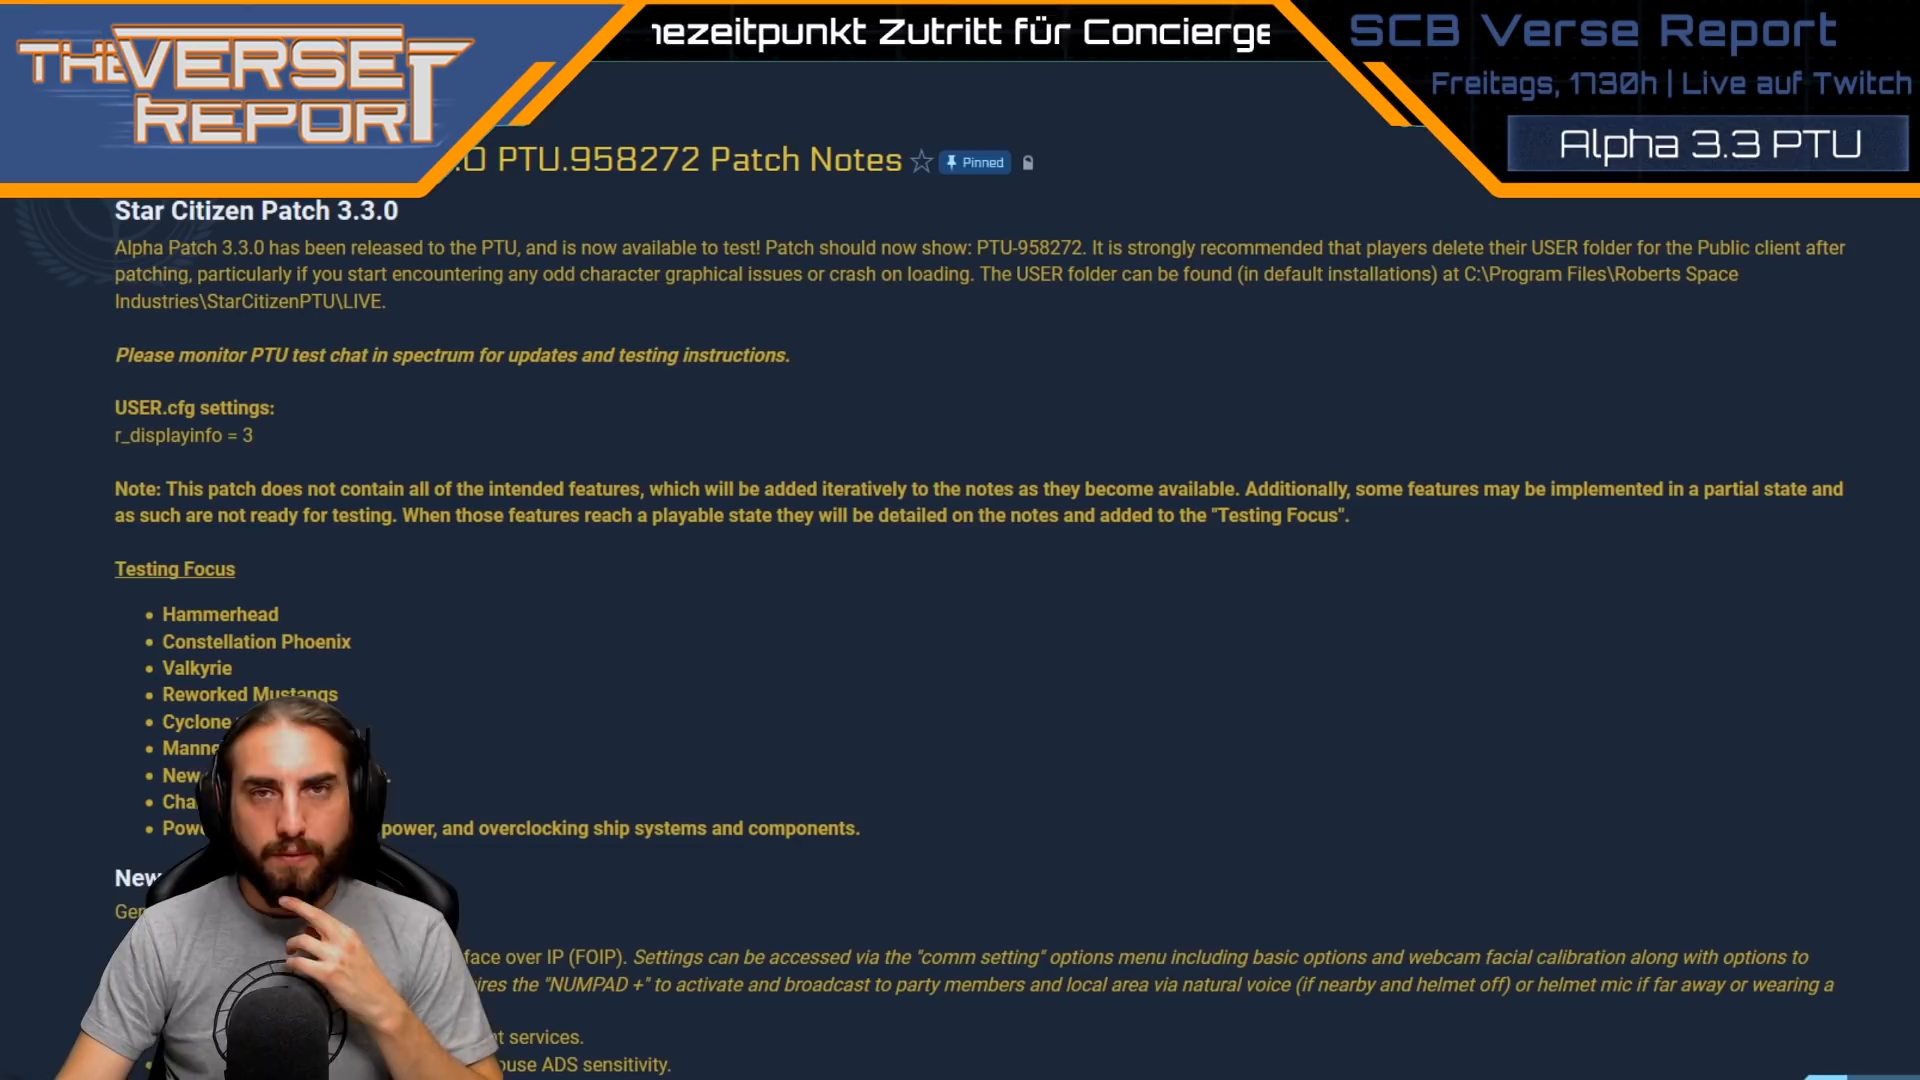 THE VERSE REPORT
nezeitpunkt Zutritt für Concierge
SCB Verse Report
Freitags, 1730h | Live auf Twitch
Alpha 3.3 PTU
.0 PTU.958272 Patch Notes
Pinned
Star Citizen Patch 3.3.0
Alpha Patch 3.3.0 has been released to the PTU, and is now available to test! Patch should now show: PTU-958272. It is strongly recommended that players delete their USER folder for the Public client after
patching, particularly if you start encountering any odd character graphical issues or crash on loading. The USER folder can be found (in default installations) at C:\Program Files\Roberts Space
Industries\StarCitizenPTU\LIVE.
Please monitor PTU test chat in spectrum for updates and testing instructions.
USER.cfg settings:
r_displayinfo = 3
Note: This patch does not contain all of the intended features, which will be added iteratively to the notes as they become available. Additionally, some features may be implemented in a partial state and
as such are not ready for testing. When those features reach a playable state they will be detailed on the notes and added to the "Testing Focus".
Testing Focus
• Hammerhead
• Constellation Phoenix
• Valkyrie
• Reworked Mustangs
• Cyclone
• Manne
• New
• Cha
• Pow power, and overclocking ship systems and components.
New
Gen
face over IP (FOIP). Settings can be accessed via the "comm setting" options menu including basic options and webcam facial calibration along with options to
ires the "NUMPAD +" to activate and broadcast to party members and local area via natural voice (if nearby and helmet off) or helmet mic if far away or wearing a
t services.
ouse ADS sensitivity.